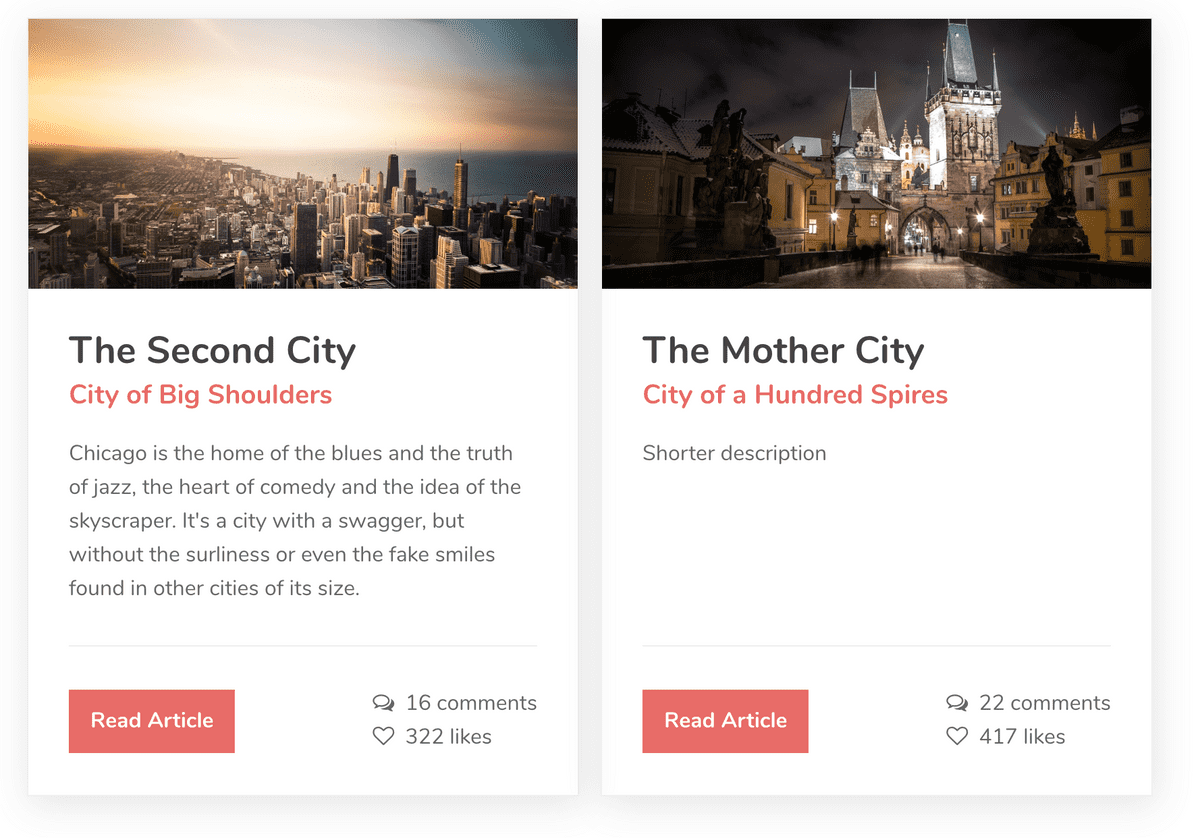 The Second City
City of Big Shoulders
Chicago is the home of the blues and the truth
of jazz, the heart of comedy and the idea of the
skyscraper. It's a city with a swagger, but
without the surliness or even the fake smiles
found in other cities of its size.
Read Article
16 comments
322 likes
The Mother City
City of a Hundred Spires
Shorter description
Read Article
22 comments
417 likes